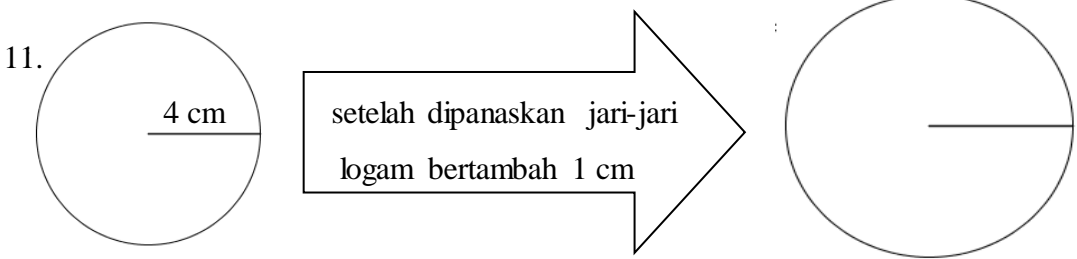 11.
4 cm
setelah dipanaskan jari-jari
logam bertambah 1 cm
: